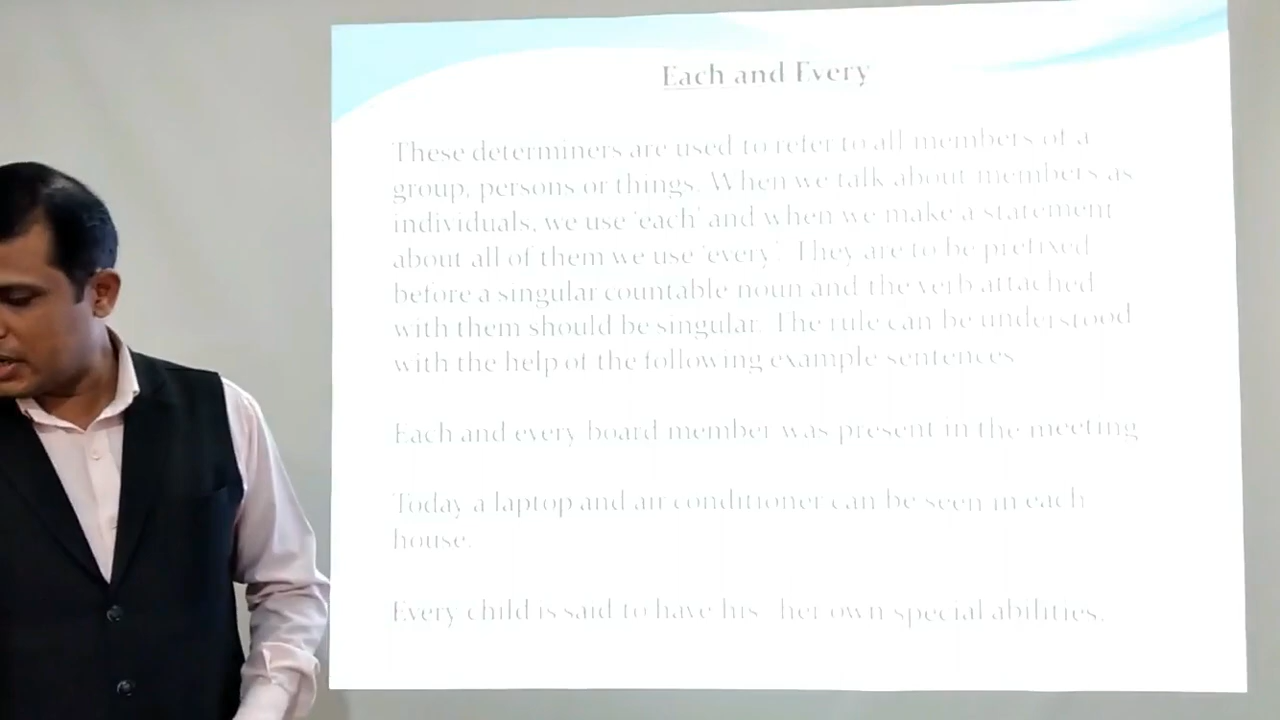 Each and Every
These determiners are used to refer to all members of a
group, persons or things. When we talk about members as
individuals, we use 'each' and when we make a statement
about all of them we use 'every'. They are to be prefixed
before a singular countable noun and the verb attached
with them should be singular. The rule can be understood
with the help of the following example sentences
Each and every board member was present in the meeting
Today a laptop and air conditioner can be seen in each
house.
Every child is said to have his her own special abilities.